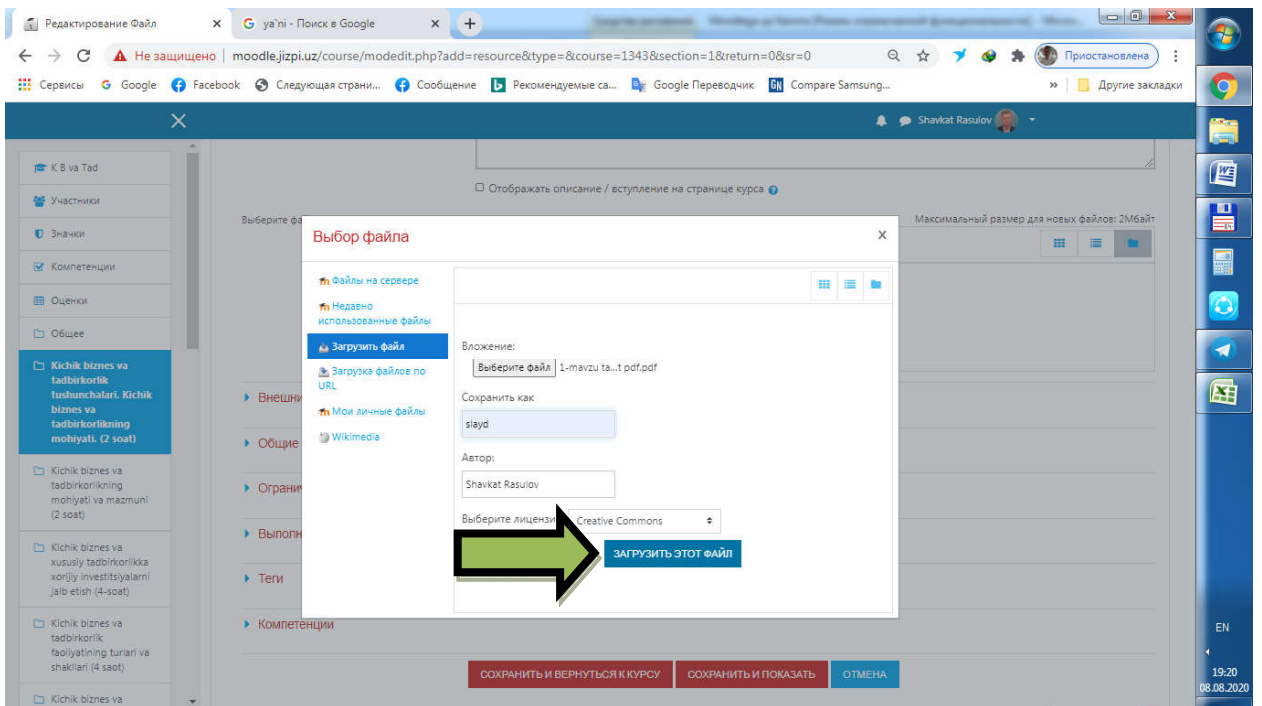 Редактирование Файл
ya`ni - Поиск в Google
Не защищено
moodle.jizpi.uz/course/modedit.php?add=resource&type=&course=1343&section=1&return=0&sr=0
Приостановлена
Сервисы
Google
Facebook
Следующая страни...
Сообщение
Рекомендуемые са...
Google Переводчик
Compare Samsung...
Другие закладки
Shavkat Rasulov
K B va Tad
Участники
Значки
Компетенции
Оценки
Общее
Kichik biznes va
tadbirkorlik
tushunchalari. Kichik
biznes va
tadbirkorlikning
mohiyati. (2 soat)
Kichik biznes va
tadbirkorlikning
mohiyati va mazmuni
(2 soat)
Kichik biznes va
xususiy tadbirkorlikka
xorijiy investitsiyalarni
jalb etish (4-soat)
Kichik biznes va
tadbirkorlik
faoliyatining turlari va
shakllari (4 saot)
Kichik biznes va
Отображать описание / вступление на странице курса
Выберите фа
Максимальный размер для новых файлов: 2Мбайт
Выбор файла
Файлы на сервере
Недавно
использованные файлы
Загрузить файл
Загрузка файлов по
URL
Мои личные файлы
Wikimedia
Вложение:
Выберите файл
1-mavzu ta...t pdf.pdf
Сохранить как
slayd
Автор:
Shavkat Rasulov
Выберите лицензи
Creative Commons
ЗАГРУЗИТЬ ЭТОТ ФАЙЛ
Внешни
Общие
Ограни
Выполн
Теги
Компетенции
СОХРАНИТЬ И ВЕРНУТЬСЯ К КУРСУ
СОХРАНИТЬ И ПОКАЗАТЬ
ОТМЕНА
EN
19:20
08.08.2020